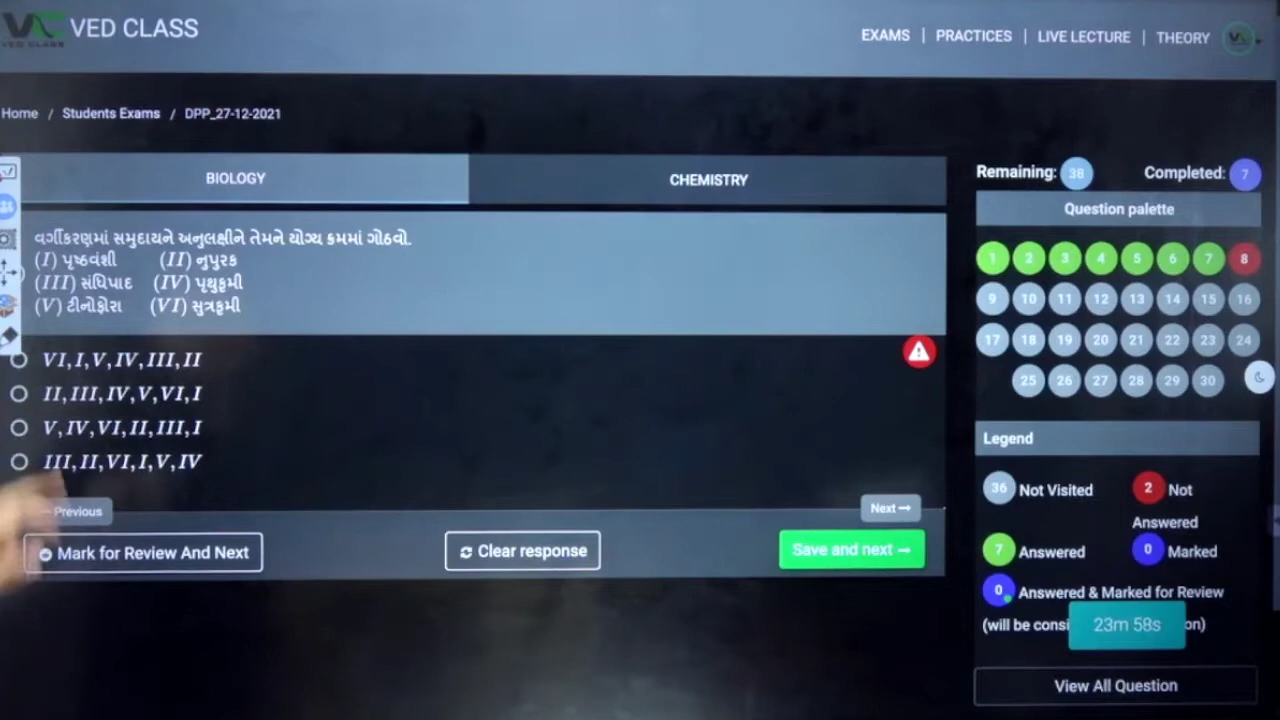 VED CLASS
VED CLASS
EXAMS | PRACTICES | LIVE LECTURE | THEORY
Home / Students Exams / DPP_27-12-2021
BIOLOGY
CHEMISTRY
Remaining: 38 Completed: 7
Question palette
વર્ગીકરણમાં સમુદાયને અનુલક્ષીને તેમને યોગ્ય ક્રમમાં ગોઠવો.
(I) પૃષ્ઠવંશી (II) નુપુરક
(III) સંધિપાદ (IV) પૃથુકૃમી
(V) ટીનોફોરા (VI) સુત્રકૃમી
1 2 3 4 5 6 7 8
9 10 11 12 13 14 15 16
17 18 19 20 21 22 23 24
25 26 27 28 29 30
VI, I, V, IV, III, II
II, III, IV, V, VI, I
V, IV, VI, II, III, I
III, II, VI, I, V, IV
Previous
Next
Mark for Review And Next
Clear response
Save and next
Legend
36 Not Visited
2 Not Answered
7 Answered
0 Marked
0 Answered & Marked for Review
(will be consi
on)
23m 58s
View All Question